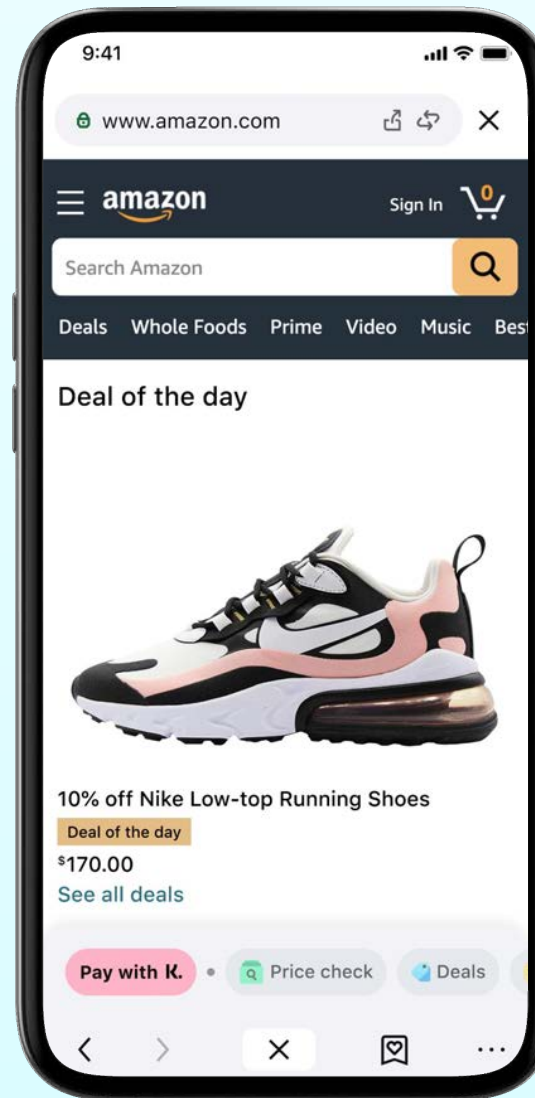 9:41
www.amazon.com
amazon
Sign In
0
Search Amazon
Deals Whole Foods Prime Video Music Best
Deal of the day
10% off Nike Low-top Running Shoes
Deal of the day
$170.00
See all deals
Pay with K. • Price check Deals